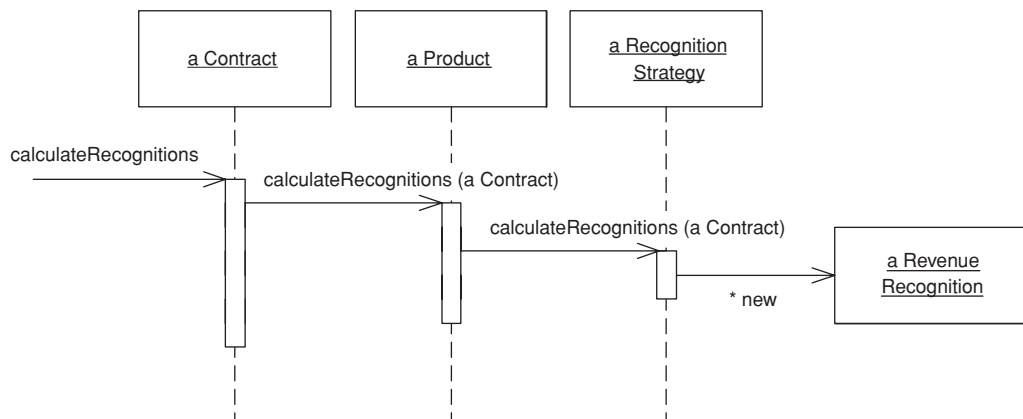 a Contract
a Product
a Recognition
Strategy
calculateRecognitions
calculateRecognitions (a Contract)
calculateRecognitions (a Contract)
a Revenue
Recognition
* new